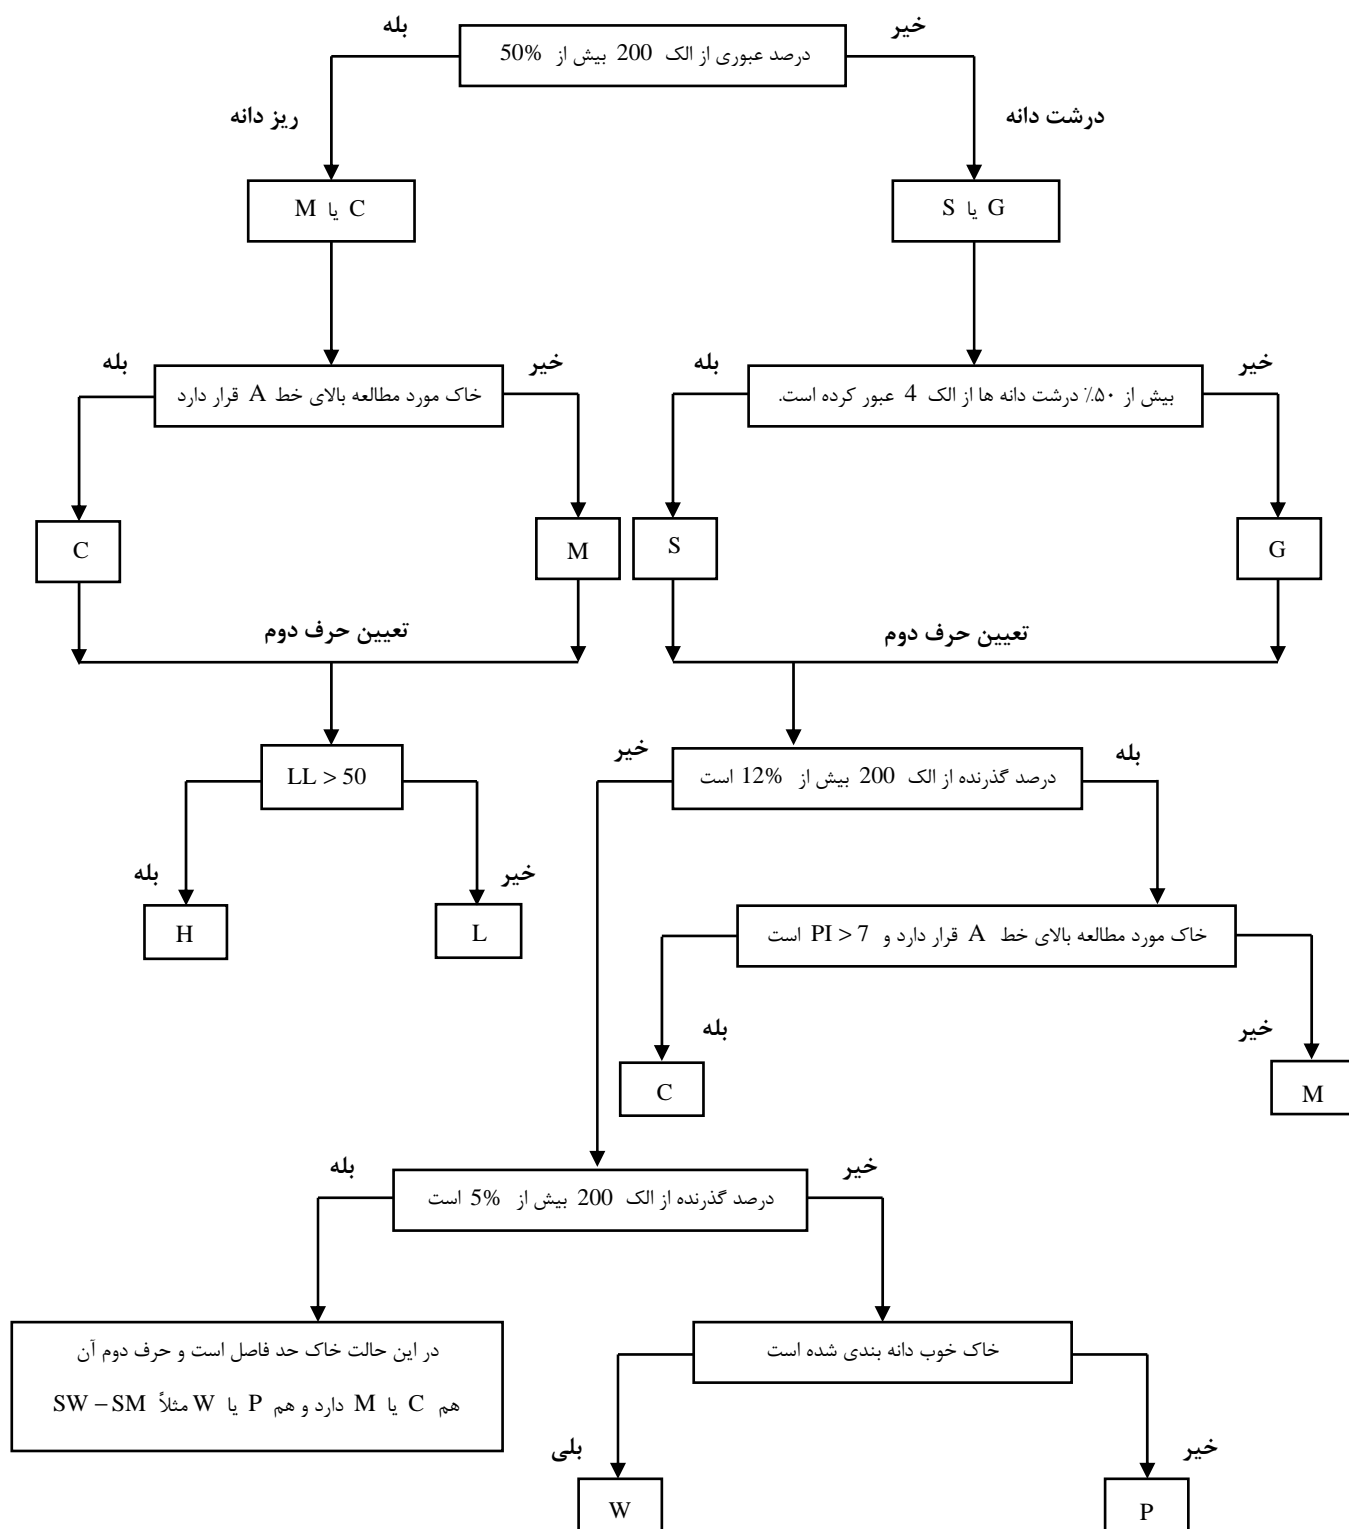 خیر
بله
درصد عبوری از الک 200 بیش از 50%
درشت دانه
ریز دانه
G یا S
C یا M
خیر
بله
بیش از ۵۰٪ درشت دانه ها از الک 4 عبور کرده است.
خیر
بله
خاک مورد مطالعه بالای خط A قرار دارد
G
S
M
C
تعیین حرف دوم
تعیین حرف دوم
بله
خیر
درصد گذرنده از الک 200 بیش از 12% است
LL > 50
خیر
بله
L
H
خاک مورد مطالعه بالای خط A قرار دارد و PI > 7 است
خیر
بله
M
C
خیر
بله
درصد گذرنده از الک 200 بیش از 5% است
خاک خوب دانه بندی شده است
در این حالت خاک حد فاصل است و حرف دوم آن
هم C یا M دارد و هم P یا W مثلاً SW – SM
خیر
بلی
P
W